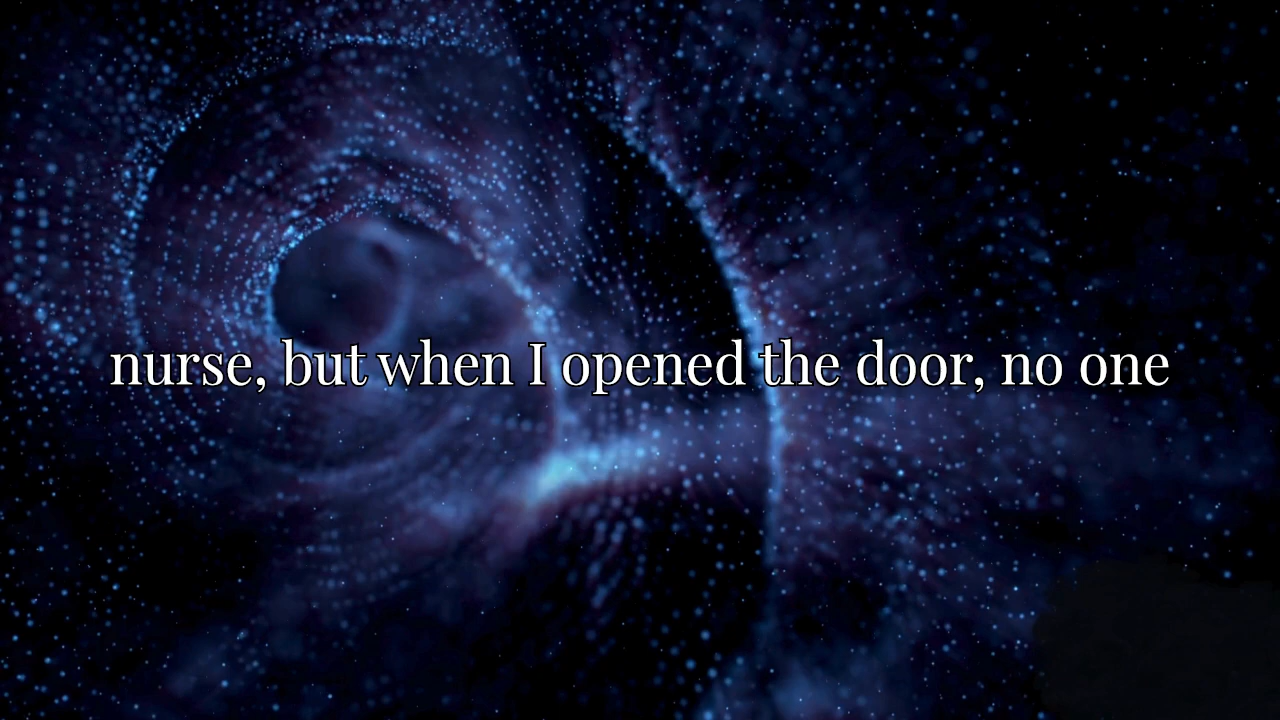 nurse, but when I opened the door, no one